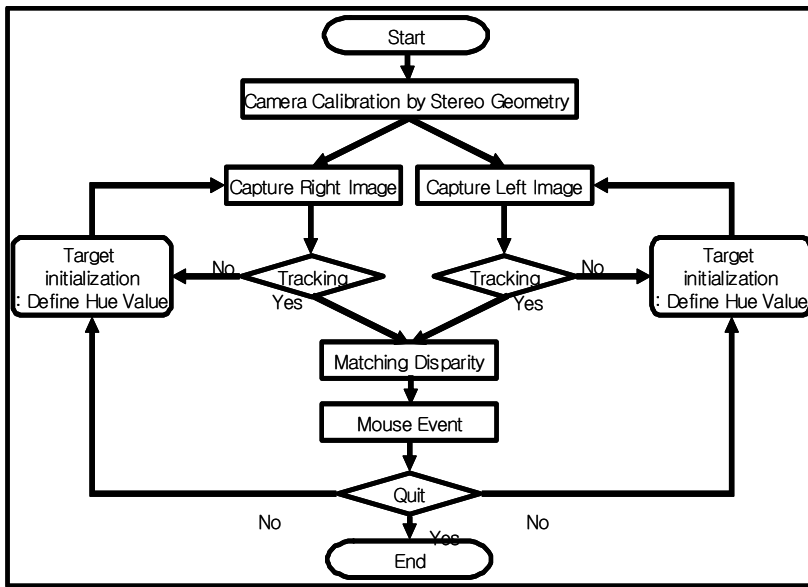 Start
Camera Calibration by Stereo Geometry
Capture Right Image
Capture Left Image
Target
initialization
: Define Hue Value
No
Tracking
Yes
Tracking
No
Yes
Target
initialization
: Define Hue Value
Matching Disparity
Mouse Event
Quit
No
Yes
No
End